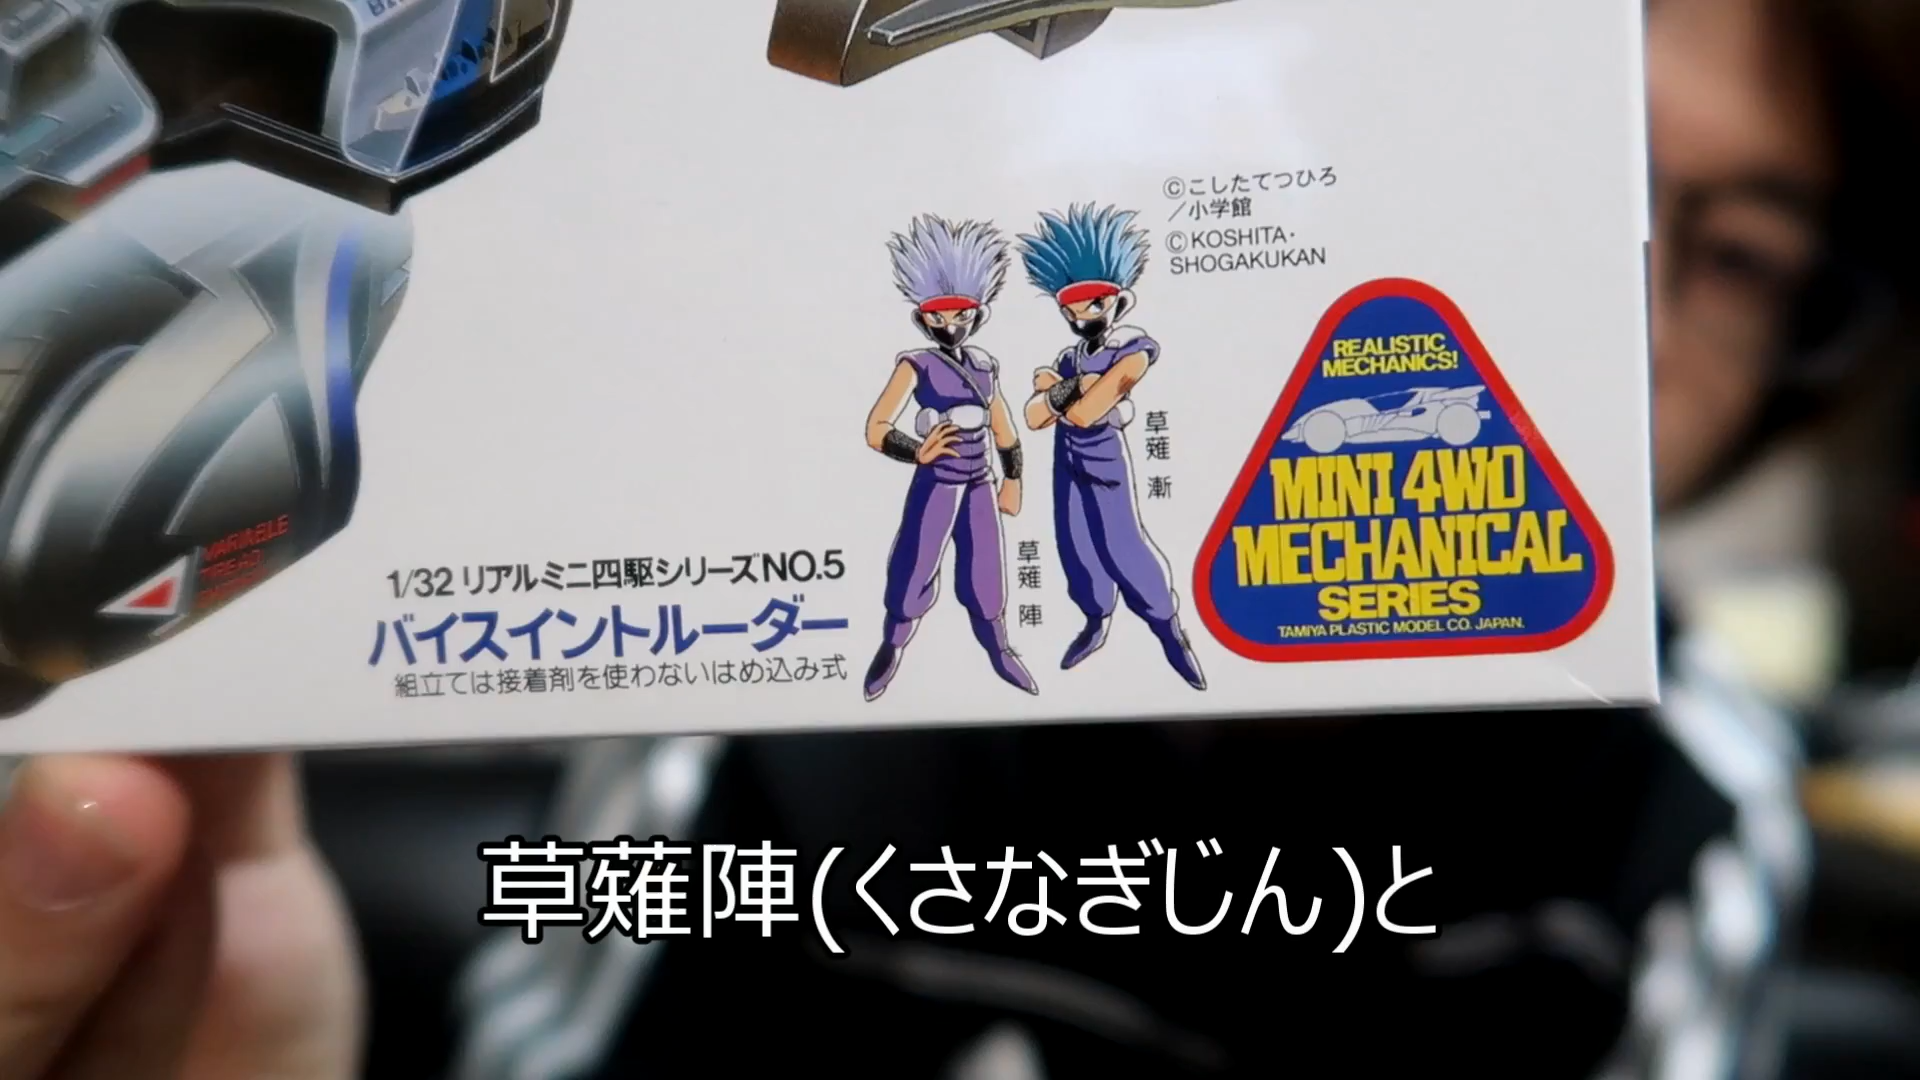 ©こしたてつひろ
/小学館
©KOSHITA・
SHOGAKUKAN
REALISTIC
MECHANICS!
MINI 4WD
MECHANICAL
SERIES
TAMIYA PLASTIC MODEL CO. JAPAN.
草薙 漸
草薙 陣
1/32 リアルミニ四駆シリーズNO.5
バイスイントルーダー
組立ては接着剤を使わないはめ込み式
VARIABLE
草薙陣(くさなぎじん)と